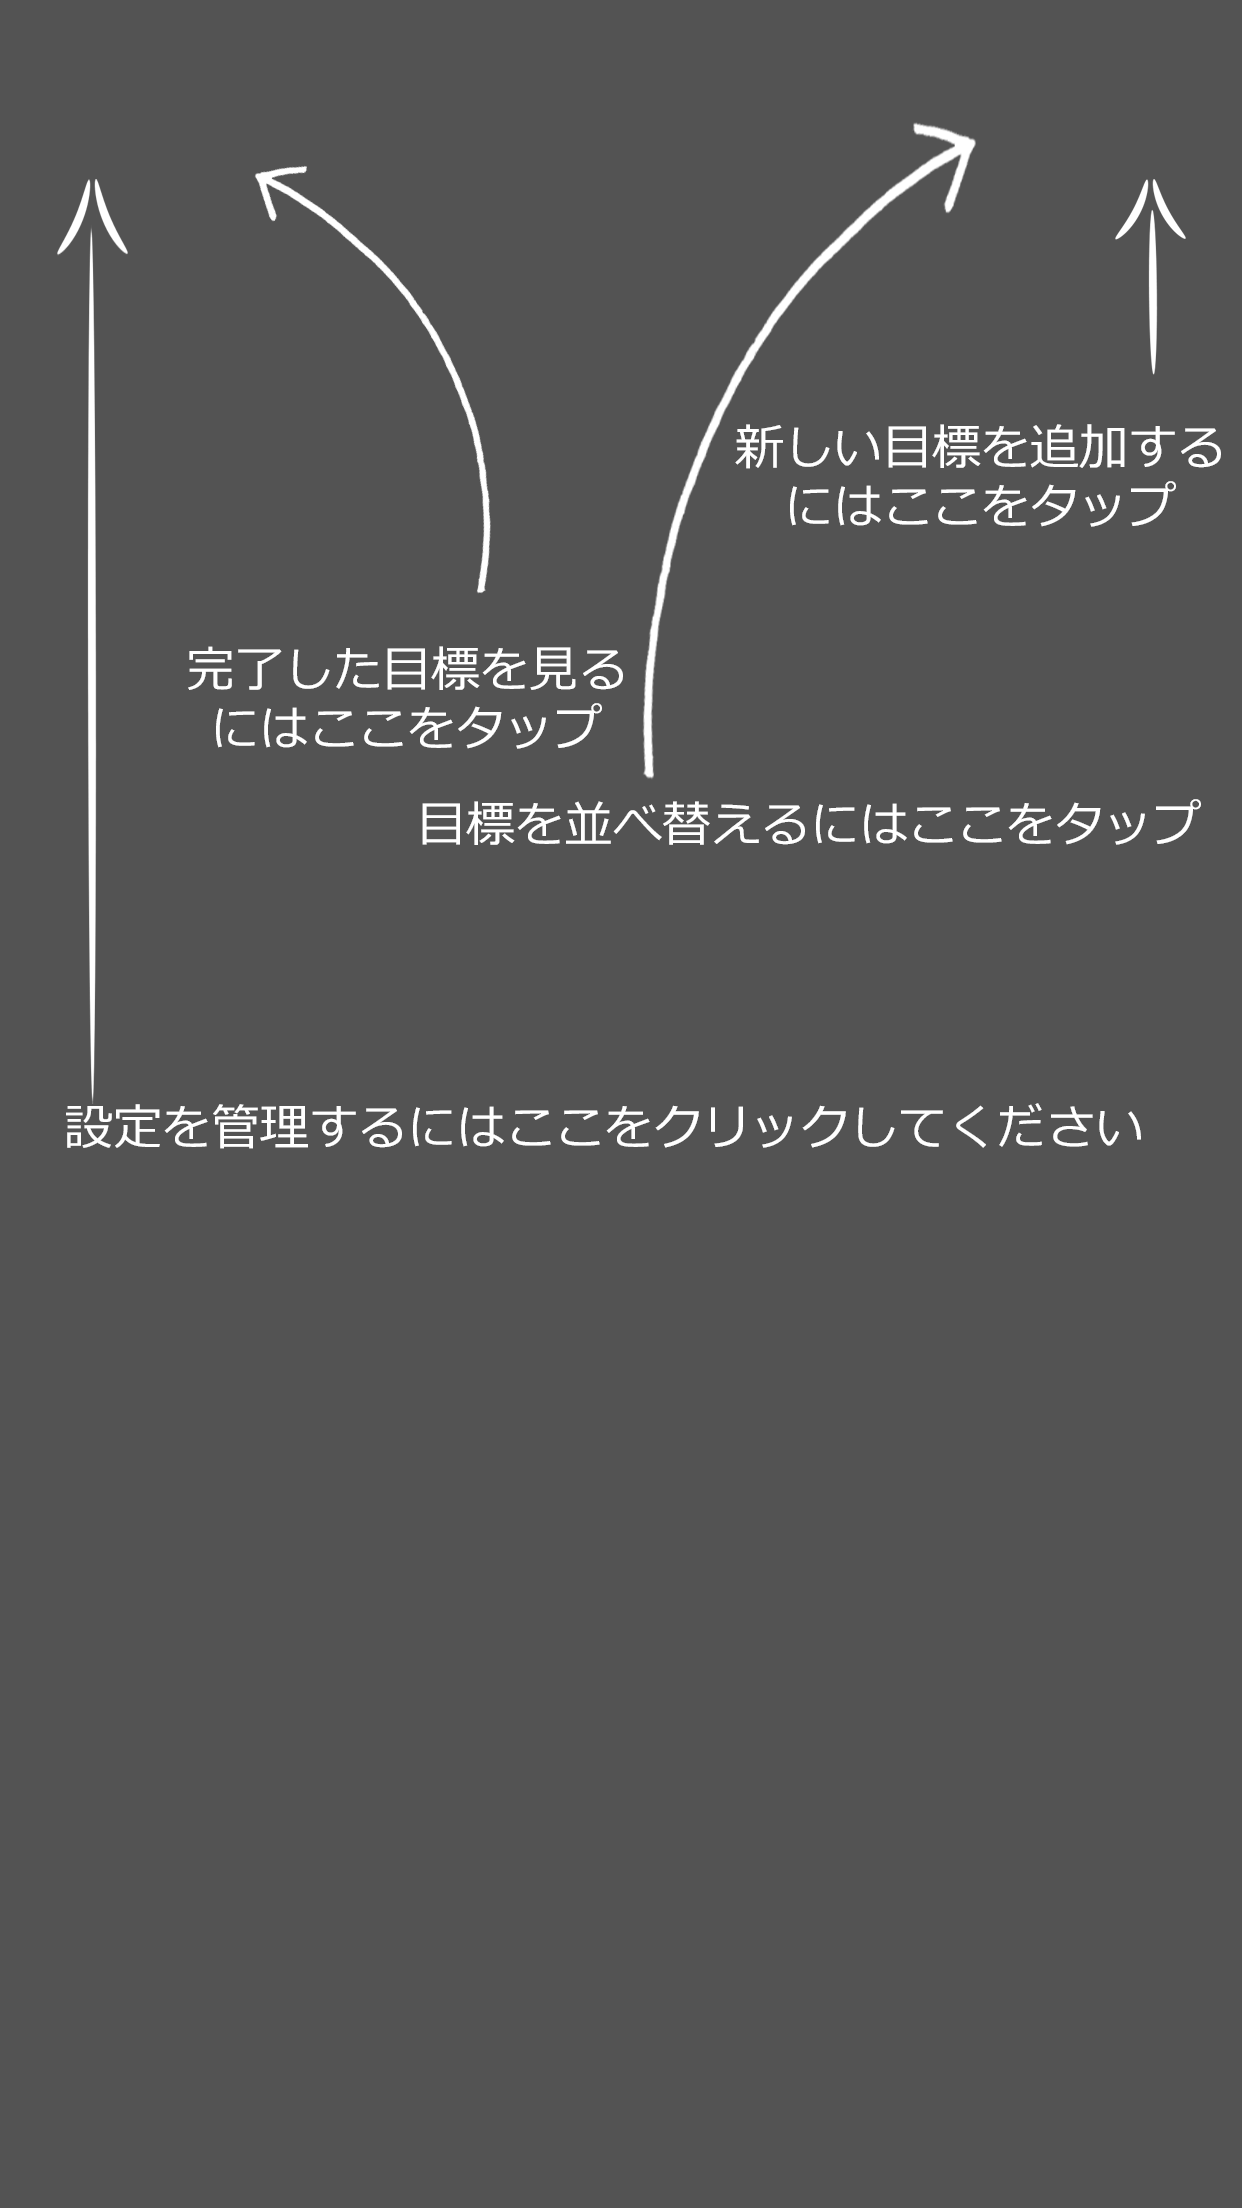 新しい目標を追加する
にはここをタップ
完了した目標を見る
にはここをタップ
目標を並べ替えるにはここをタップ
設定を管理するにはここをクリックしてください